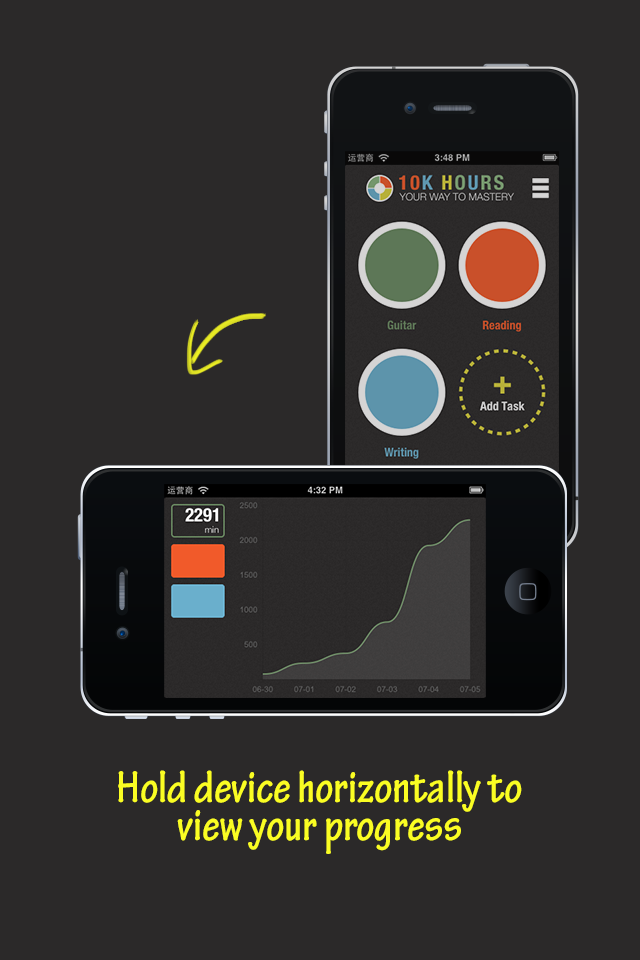 运营商 3:48 PM
10K HOURS
YOUR WAY TO MASTERY
Guitar
Reading
Writing
+
Add Task
运营商 4:32 PM
2291
min
2500
2000
1500
1000
500
06-30 07-01 07-02 07-03 07-04 07-05
Hold device horizontally to
view your progress